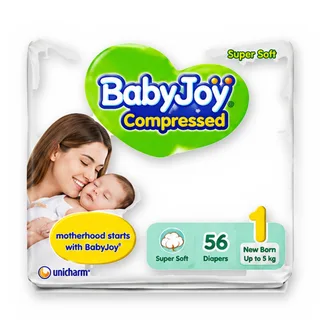 Super Soft
BabyJoy
Compressed
motherhood starts
with BabyJoy®
unicharm
Super Soft
56
Diapers
1
New Born
Up to 5 kg